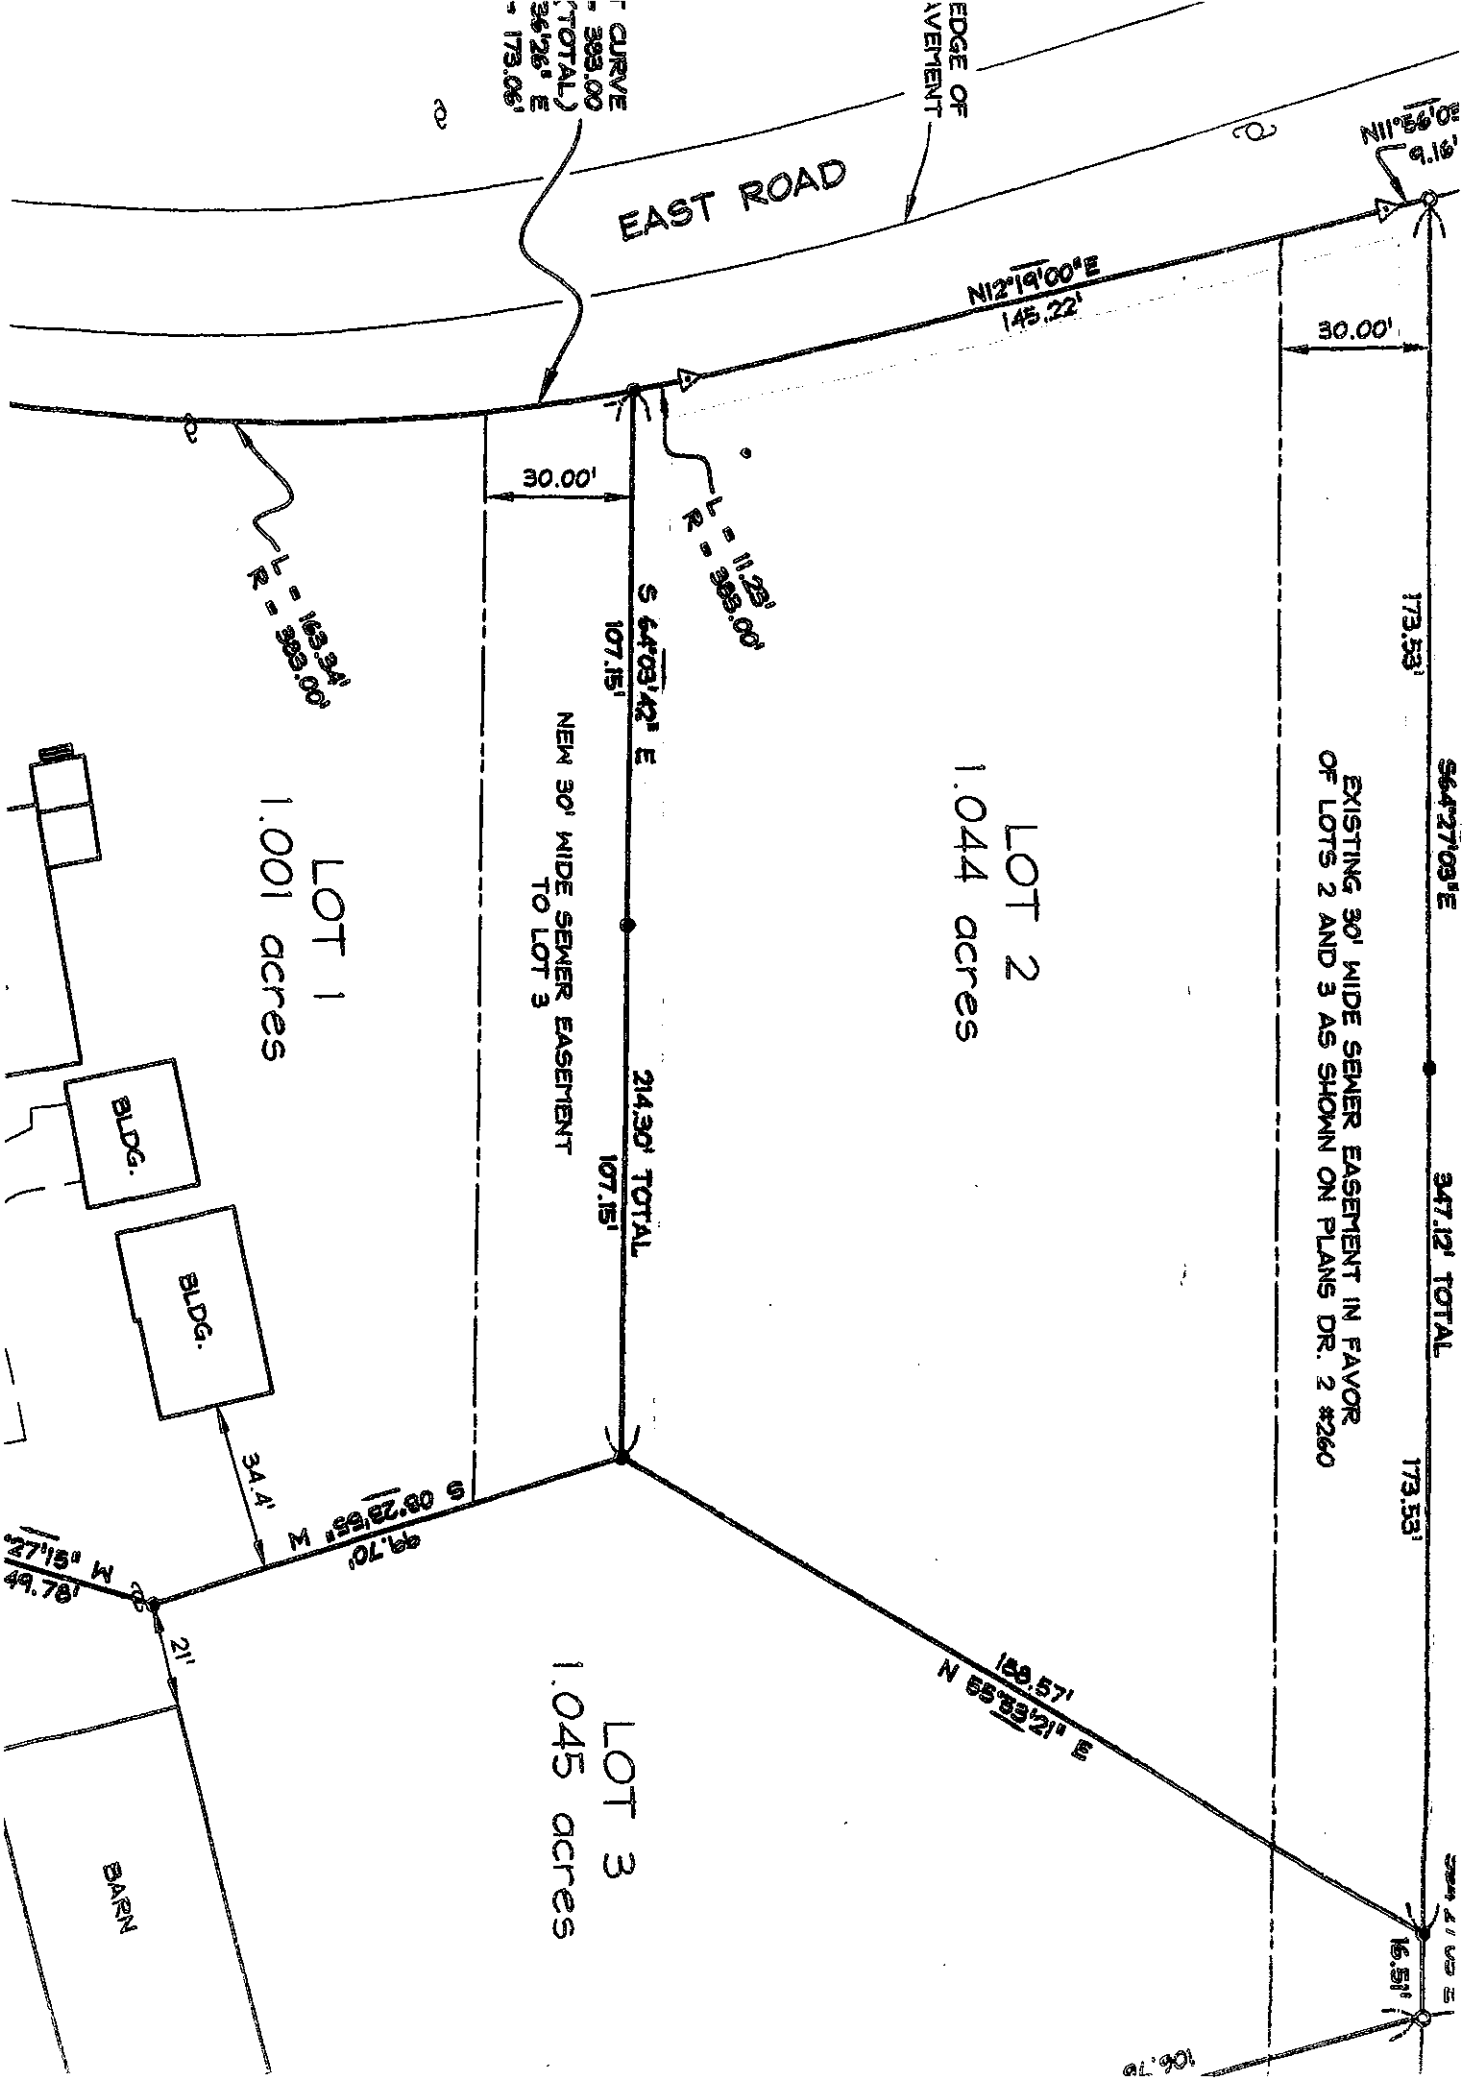 EDGE OF
AVEMENT
T CURVE
= 383.00
(TOTAL)
36'26" E
= 173.06'
EAST ROAD
N11°56'0
9.16'
N12°19'00"E
145.22'
30.00'
173.53'
S64°27'03"E
347.12' TOTAL
173.53'
EXISTING 30' WIDE SEWER EASEMENT IN FAVOR
OF LOTS 2 AND 3 AS SHOWN ON PLANS DR. 2 #260
16.51'
106.76
LOT 2
1.044 acres
L = 11.23'
R = 383.00'
30.00'
S 64°03'42" E
107.15'
214.30' TOTAL
107.15'
NEW 30' WIDE SEWER EASEMENT
TO LOT 3
L = 163.34'
R = 383.00'
LOT 1
1.001 acres
BLDG.
BLDG.
34.4'
S 08°23'55" W
99.70'
158.57'
N 55°53'21" E
LOT 3
1.045 acres
°27'15" W
49.78'
21'
BARN